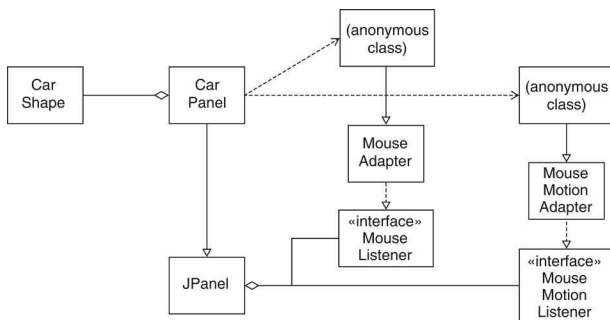 (anonymous
class)
Car
Shape
Car
Panel
(anonymous
class)
Mouse
Adapter
Mouse
Motion
Adapter
«interface»
Mouse
Listener
JPanel
«interface»
Mouse
Motion
Listener